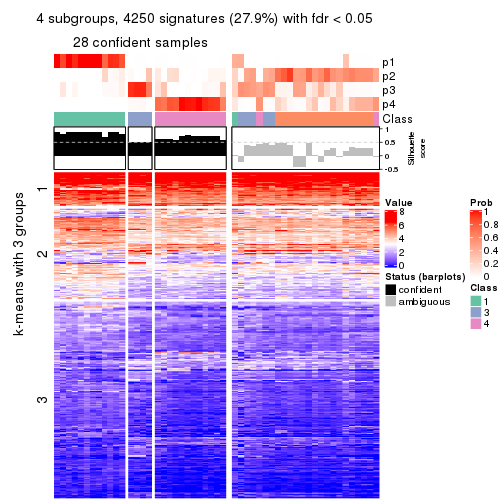 4 subgroups, 4250 signatures (27.9%) with fdr < 0.05
28 confident samples
p1
p2
p3
p4
Class
1
0.5
0
-0.5
Silhouette
score
k-means with 3 groups
1
2
3
Value
8
6
4
2
0
Status (barplots)
confident
ambiguous
Prob
1
0.8
0.6
0.4
0.2
0
Class
1
3
4